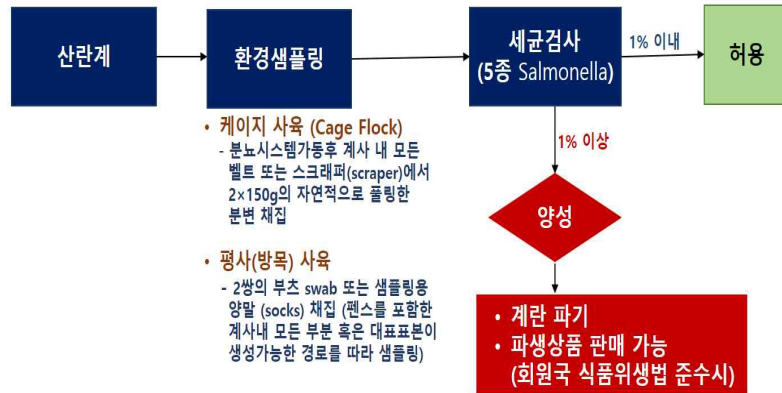 산란계
환경샘플링
세균검사
(5종 Salmonella)
1% 이내
허용
• 케이지 사육 (Cage Flock)
- 분뇨시스템가동후 계사 내 모든
벨트 또는 스크래퍼(scraper)에서
2×150g의 자연적으로 풀링한
분변 채집
1% 이상
양성
• 평사(방목) 사육
- 2쌍의 부츠 swab 또는 샘플링용
양말 (socks) 채집 (펜스를 포함한
계사내 모든 부분 혹은 대표표본이
생성가능한 경로를 따라 샘플링)
• 계란 파기
• 파생상품 판매 가능
(회원국 식품위생법 준수시)